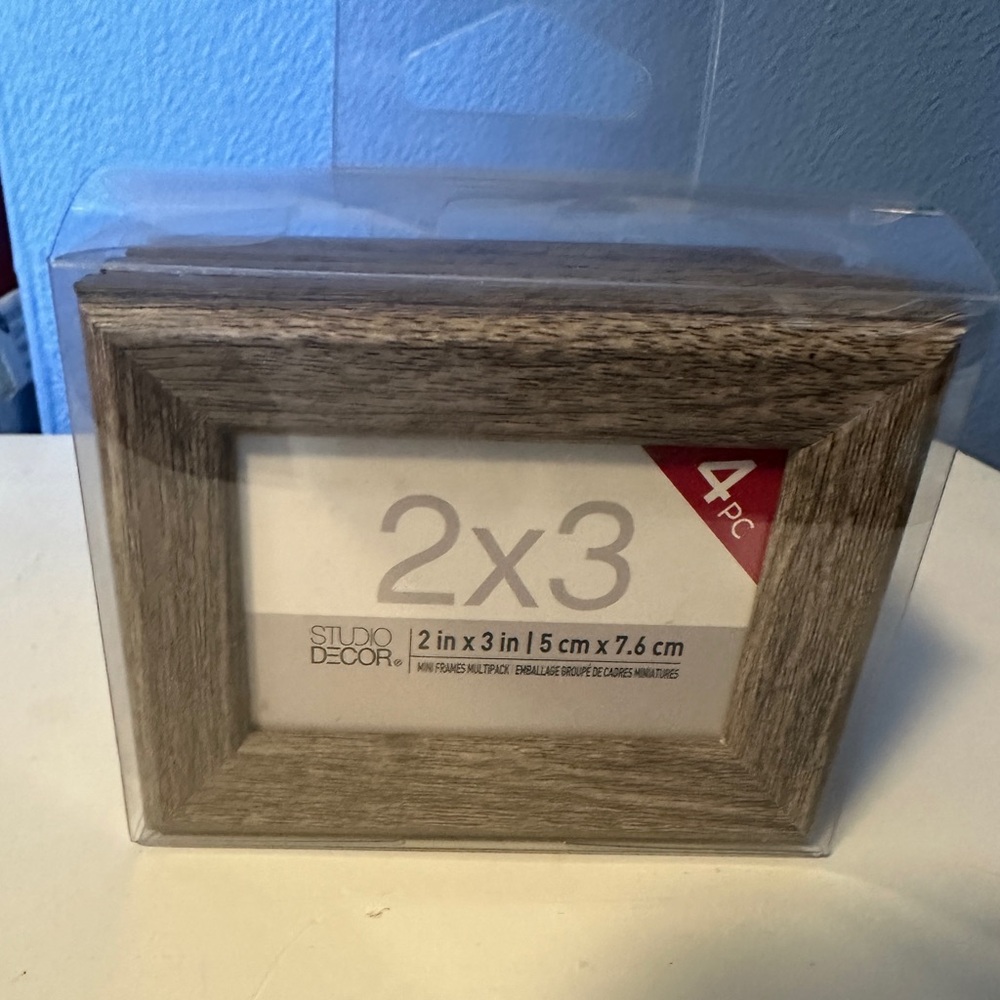 4
PC
2x3
STUDIO
DECOR®
2 in x 3 in | 5 cm x 7.6 cm
MINI FRAMES MULTIPACK / EMBALLAGE GROUPÉ DE CADRES MINIATURES